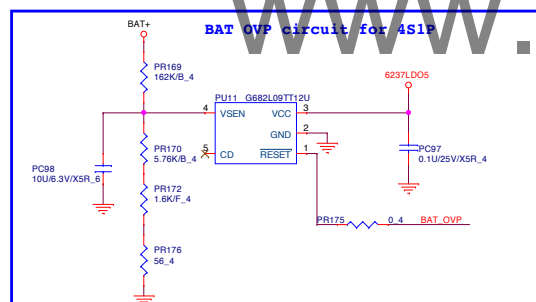 www.
BAT OVP circuit for 4S1P
BAT+
PR169
162K/B_4
PU11 G682L09TT12U
6237LDO5
4 VSEN VCC 3
GND 2
5 CD RESET 1
PR170
5.76K/B_4
PC98
10U/6.3V/X5R_6
PC97
0.1U/25V/X5R_4
PR172
1.6K/F_4
PR175 0_4 BAT_OVP
PR176
56_4